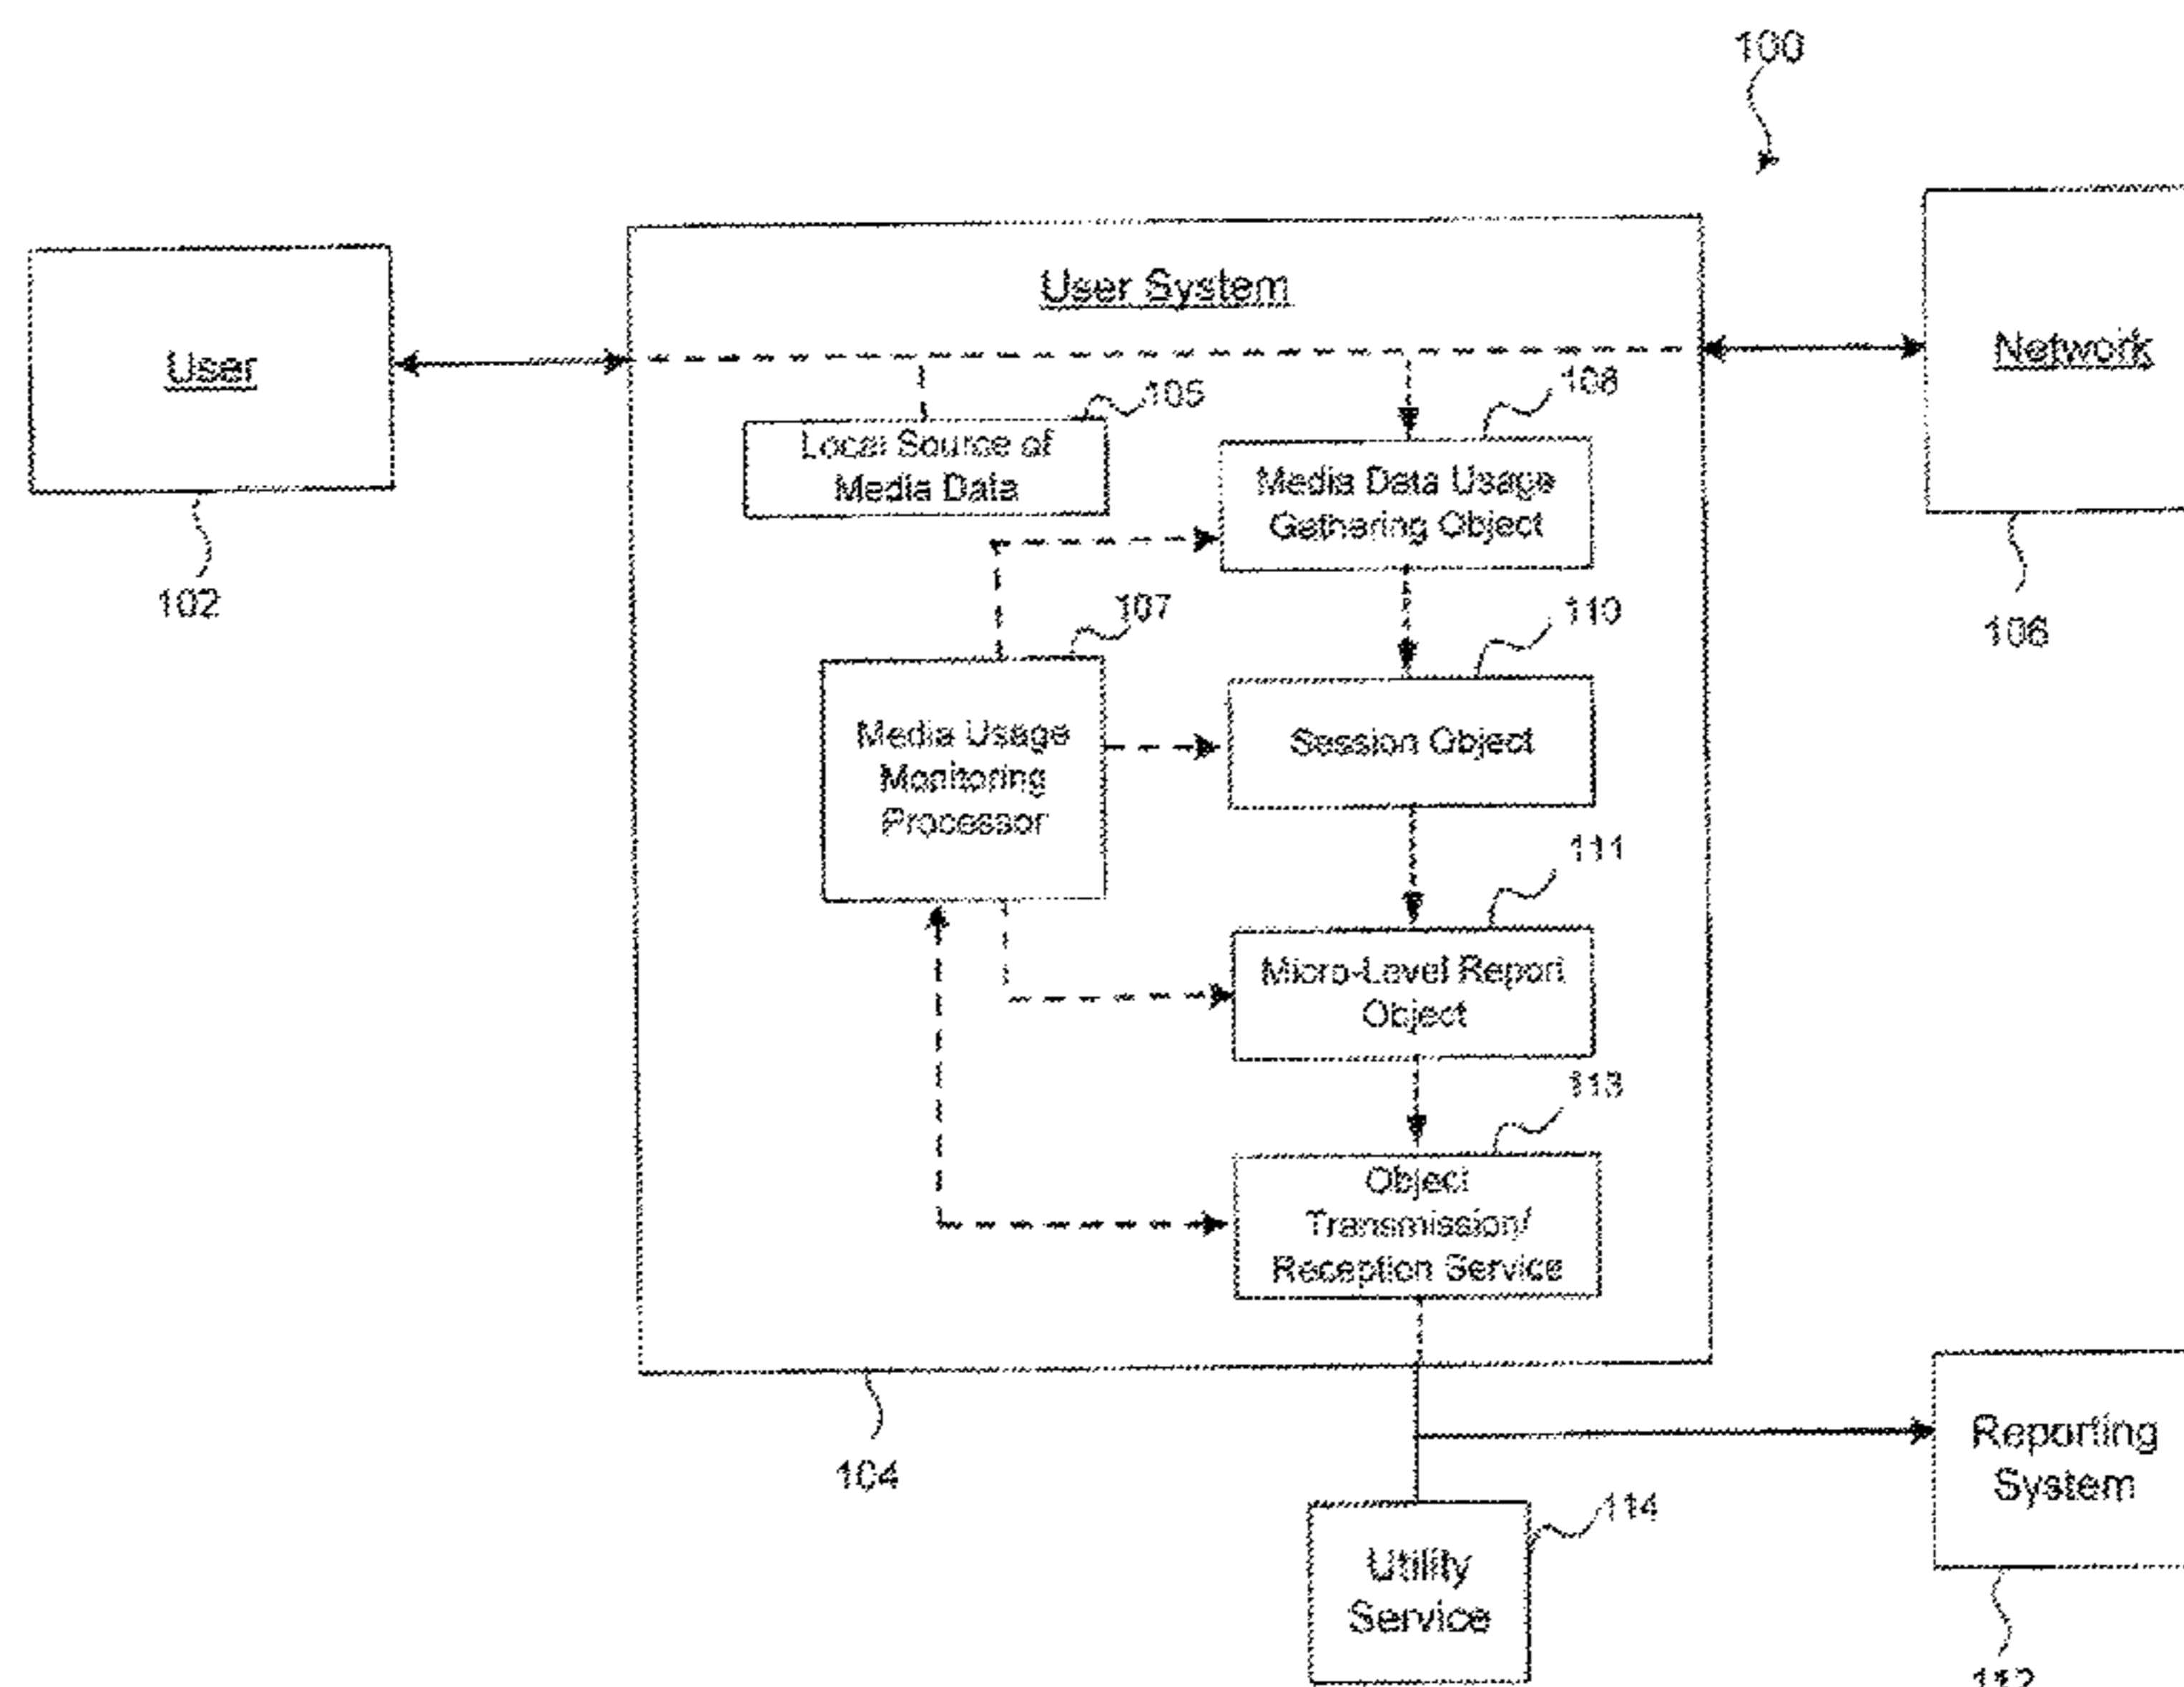 100
User System
User
Network
105
108
Local Source of
Media Data
Media Data Usage
Gathering Object
102
106
107
110
Media Usage
Monitoring
Processor
Session Object
111
Micro-Level Report
Object
113
Object
Transmission/
Reception Service
104
Reporting
System
114
Utility
Service
112